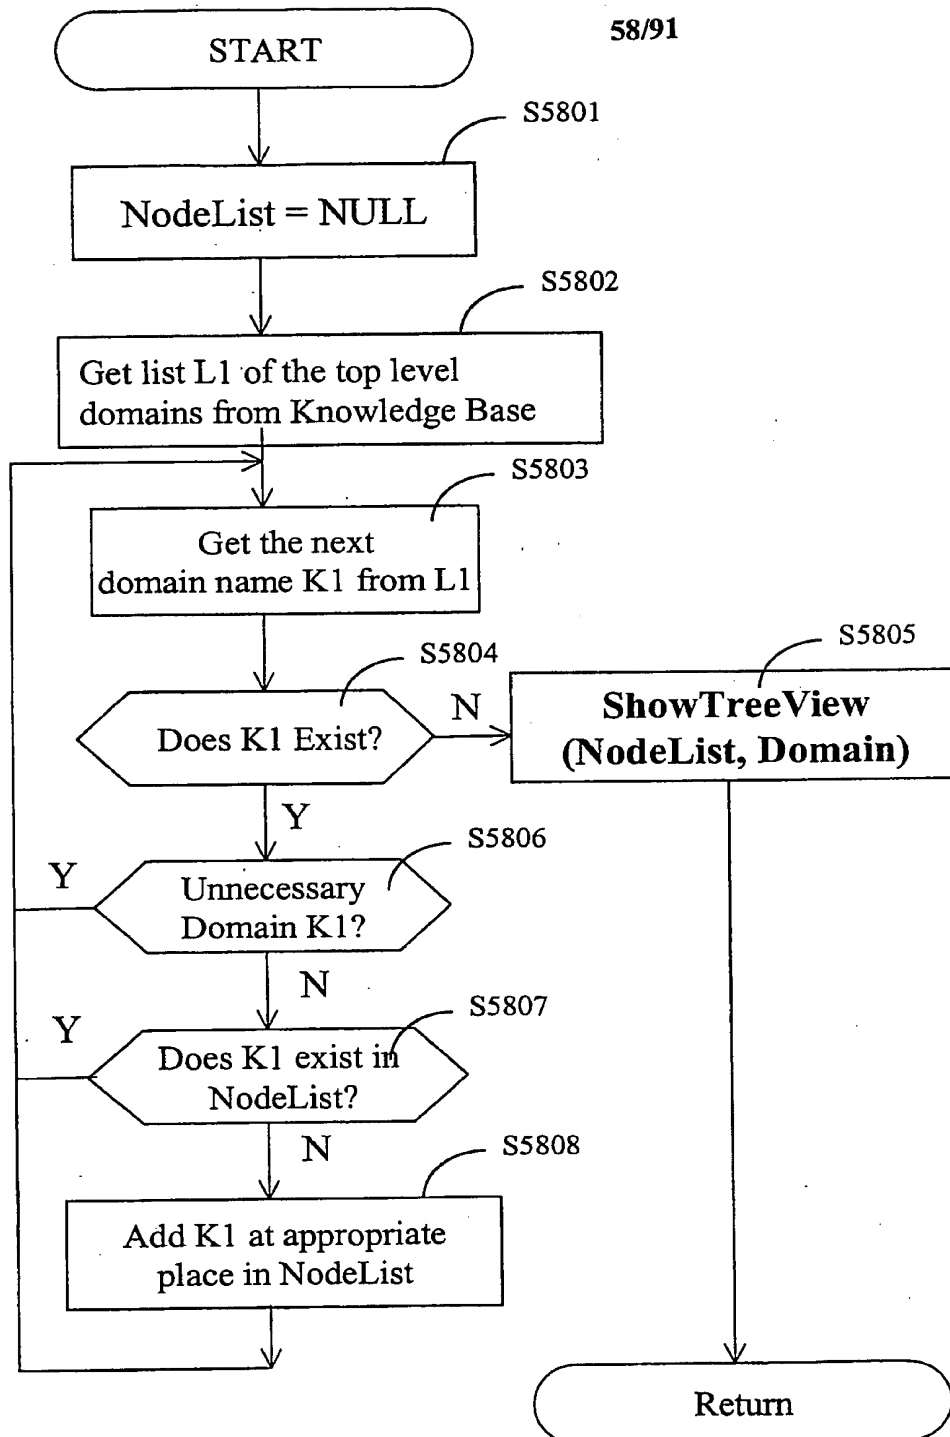 58/91
START
S5801
NodeList = NULL
S5802
Get list L1 of the top level
domains from Knowledge Base
S5803
Get the next
domain name K1 from L1
S5804
Does K1 Exist?
N
S5805
ShowTreeView
(NodeList, Domain)
Y
S5806
Y
Unnecessary
Domain K1?
N
S5807
Y
Does K1 exist in
NodeList?
N
S5808
Add K1 at appropriate
place in NodeList
Return